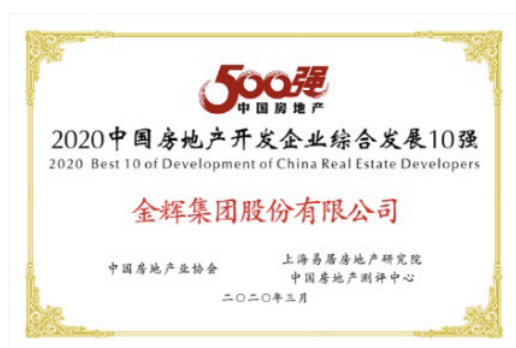 500强
中国房地产
2020中国房地产开发企业综合发展10强
2020 Best 10 of Development of China Real Estate Developers
金辉集团股份有限公司
中国房地产业协会
上海易居房地产研究院
中国房地产测评中心
二〇二〇年三月